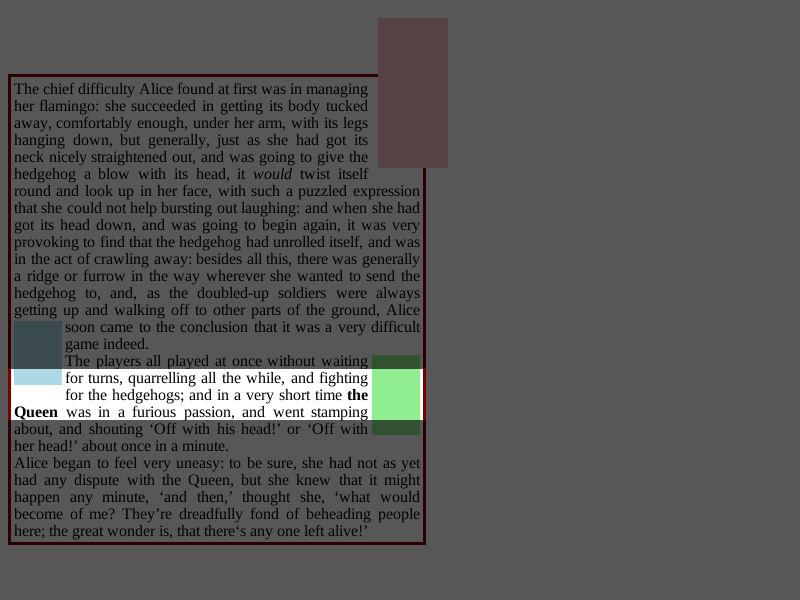 The chief difficulty Alice found at first was in managing
her flamingo: she succeeded in getting its body tucked
away, comfortably enough, under her arm, with its legs
hanging down, but generally, just as she had got its
neck nicely straightened out, and was going to give the
hedgehog a blow with its head, it would twist itself
round and look up in her face, with such a puzzled expression
that she could not help bursting out laughing: and when she had
got its head down, and was going to begin again, it was very
provoking to find that the hedgehog had unrolled itself, and was
in the act of crawling away: besides all this, there was generally
a ridge or furrow in the way wherever she wanted to send the
hedgehog to, and, as the doubled-up soldiers were always
getting up and walking off to other parts of the ground, Alice
soon came to the conclusion that it was a very difficult
game indeed.
The players all played at once without waiting
for turns, quarrelling all the while, and fighting
for the hedgehogs; and in a very short time the
Queen was in a furious passion, and went stamping
about, and shouting ‘Off with his head!’ or ‘Off with
her head!’ about once in a minute.
Alice began to feel very uneasy: to be sure, she had not as yet
had any dispute with the Queen, but she knew that it might
happen any minute, ‘and then,’ thought she, ‘what would
become of me? They’re dreadfully fond of beheading people
here; the great wonder is, that there‘s any one left alive!’